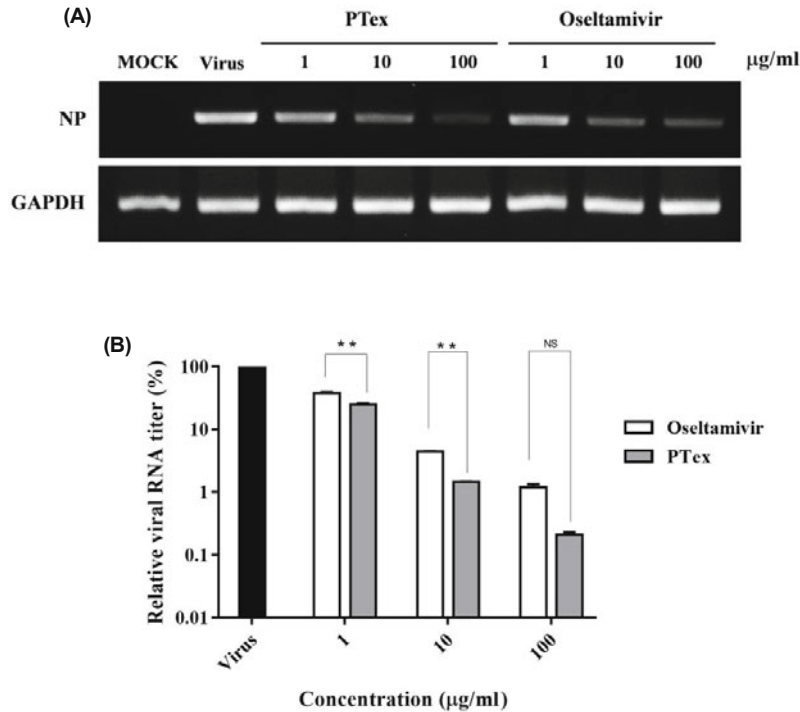 (A)
PTex Oseltamivir
MOCK Virus 1 10 100 1 10 100 μg/ml
NP
GAPDH
(B)
Relative viral RNA titer (%)
100
10
1
0.1
0.01
** ** NS
Oseltamivir
PTex
Virus 1 10 100
Concentration (μg/ml)